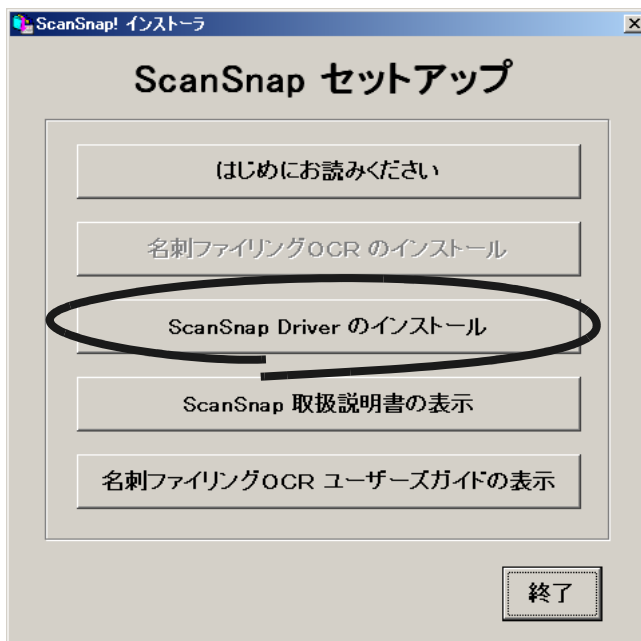 ScanSnap! インストーラ
ScanSnap セットアップ
はじめにお読みください
名刺ファイリングOCR のインストール
ScanSnap Driver のインストール
ScanSnap 取扱説明書の表示
名刺ファイリングOCR ユーザーズガイドの表示
終了